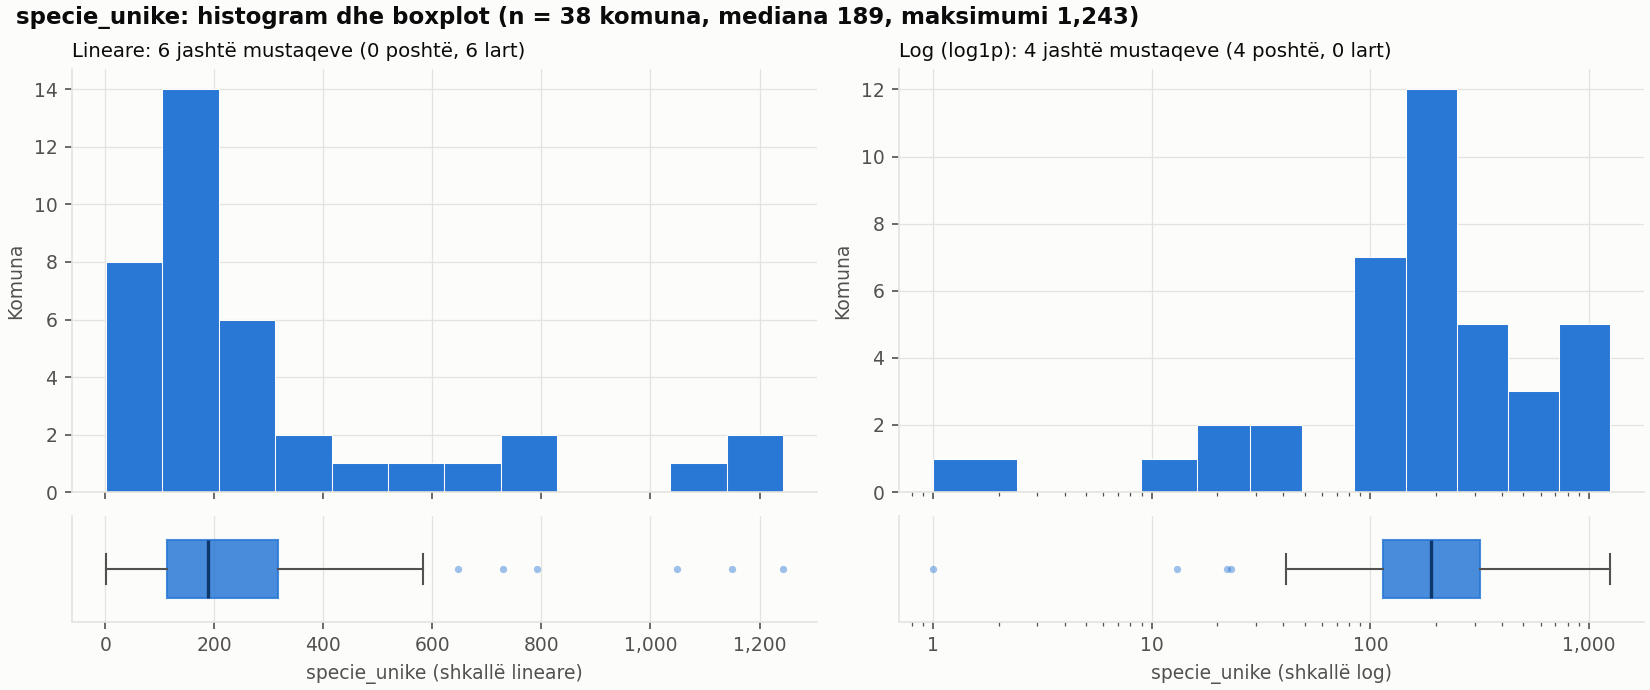 specie_unike: histogram dhe boxplot (n = 38 komuna, mediana 189, maksimumi 1,243)
Lineare: 6 jashtë mustaqeve (0 poshtë, 6 lart)
14
12
10
8
6
4
2
0
Komuna
0 200 400 600 800 1,000 1,200
specie_unike (shkallë lineare)
Log (log1p): 4 jashtë mustaqeve (4 poshtë, 0 lart)
12
10
8
6
4
2
0
Komuna
1 10 100 1,000
specie_unike (shkallë log)